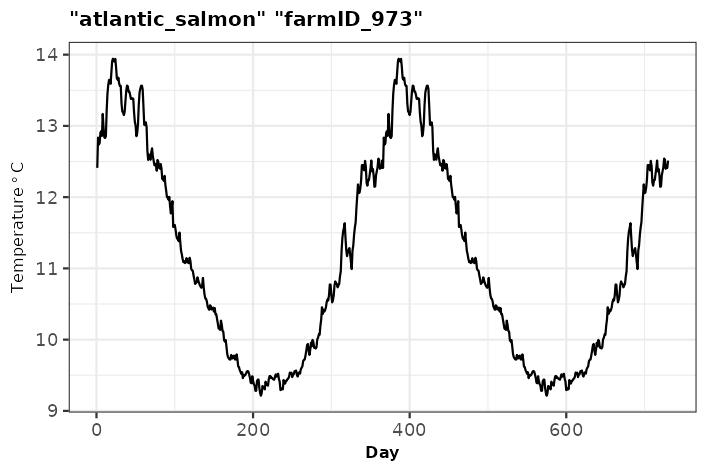 "atlantic_salmon" "farmID_973"
Temperature ° C
14
13
12
11
10
9
0 200 400 600
Day